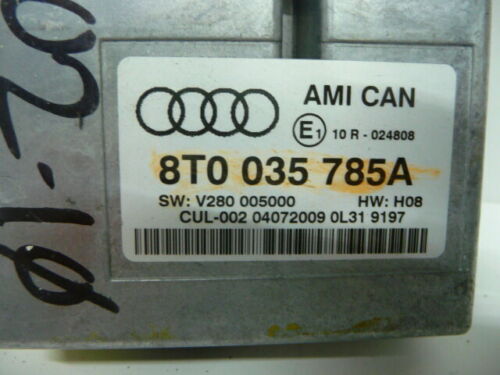 AMI CAN
E1 10 R - 024808
8T0 035 785A
SW: V280 005000 HW: H08
CUL-002 04072009 0L31 9197